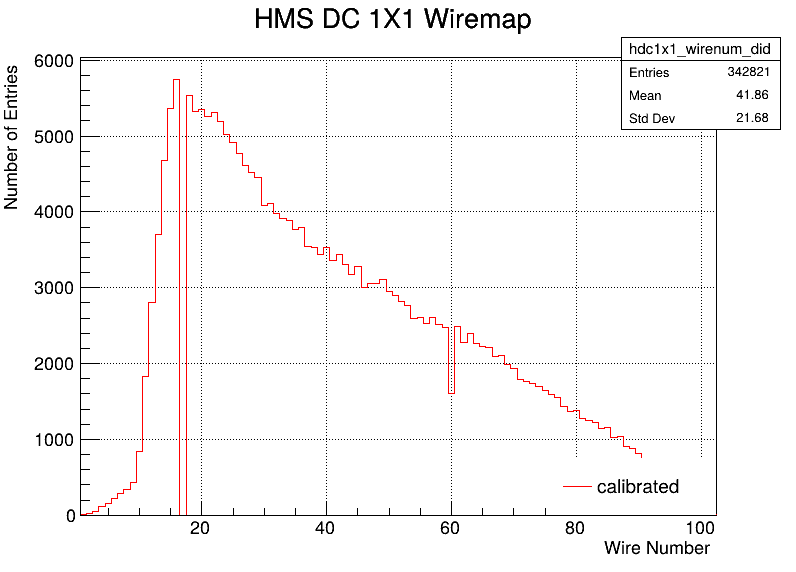 HMS DC 1X1 Wiremap
hdc1x1_wirenum_did
Entries 342821
Mean 41.86
Std Dev 21.68
Number of Entries
6000
5000
4000
3000
2000
1000
0
calibrated
20 40 60 80 100
Wire Number